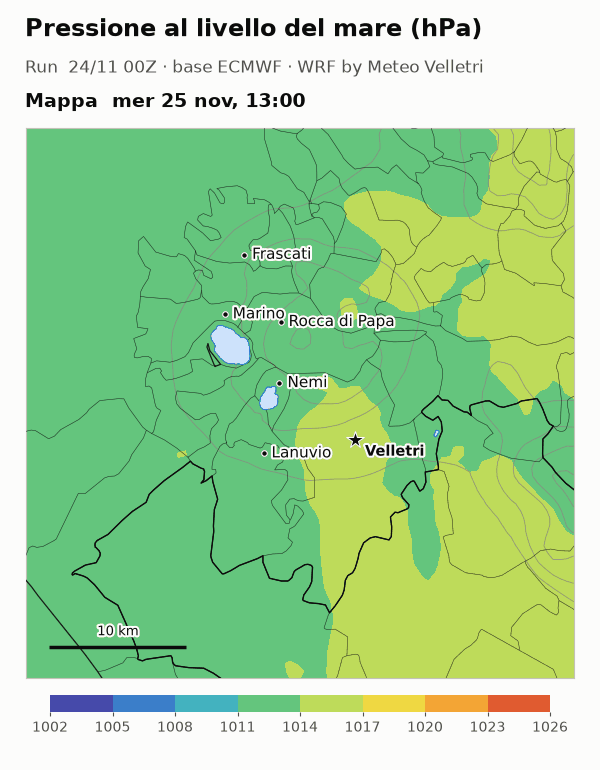 Pressione al livello del mare (hPa)
Run  24/11 00Z · base ECMWF · WRF by Meteo Velletri
Mappa  mer 25 nov, 13:00
Frascati
Marino
Rocca di Papa
Nemi
Velletri
Lanuvio
10 km
1002 1005 1008 1011 1014 1017 1020 1023 1026